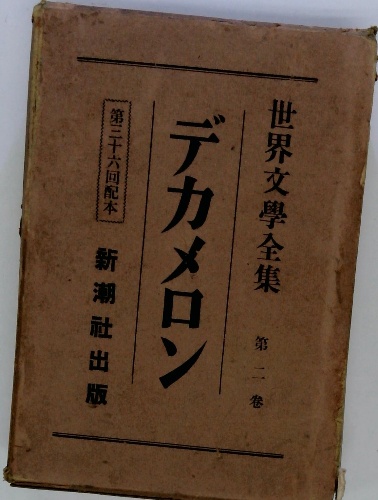 世界文學全集 第二卷
デカメロン
第三十六回配本
新潮社出版